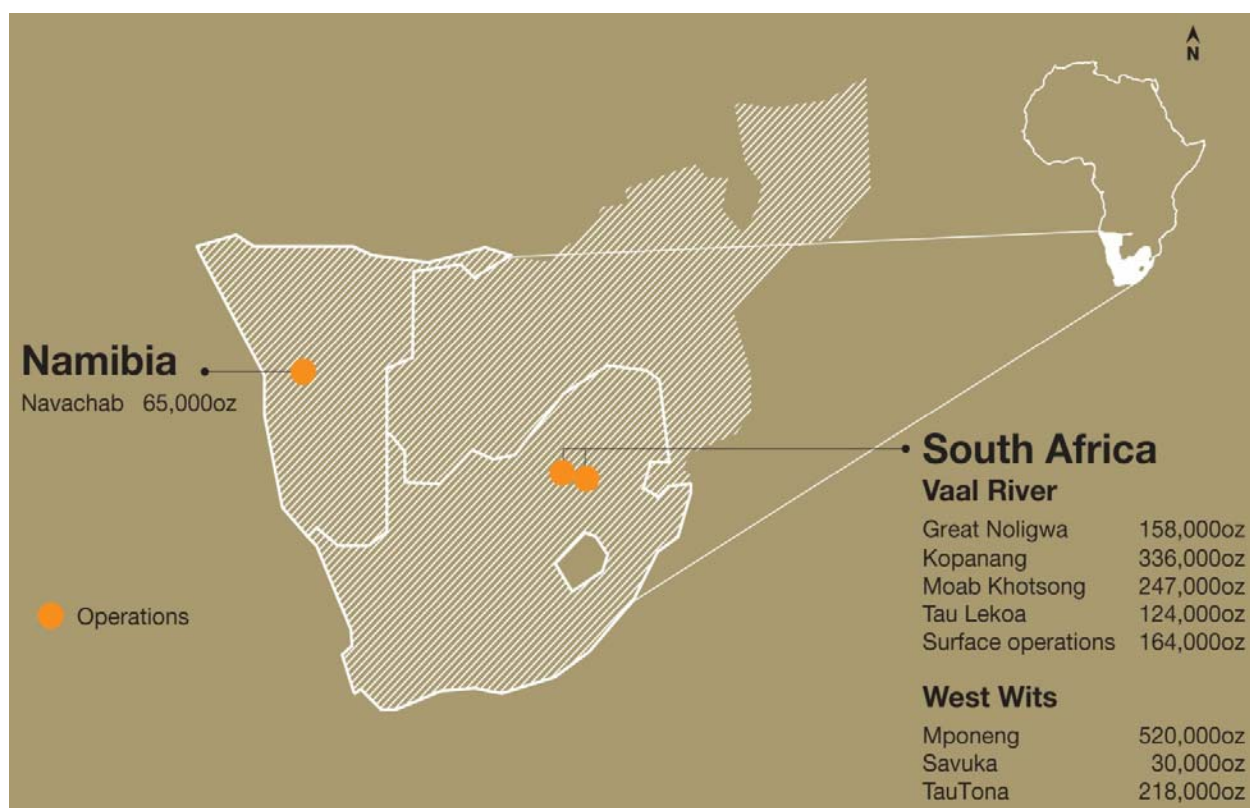 N
Namibia
Navachab 65,000oz
South Africa
Vaal River
Great Noligwa 158,000oz
Kopanang 336,000oz
Moab Khotsong 247,000oz
Tau Lekoa 124,000oz
Surface operations 164,000oz
Operations
West Wits
Mponeng 520,000oz
Savuka 30,000oz
TauTona 218,000oz